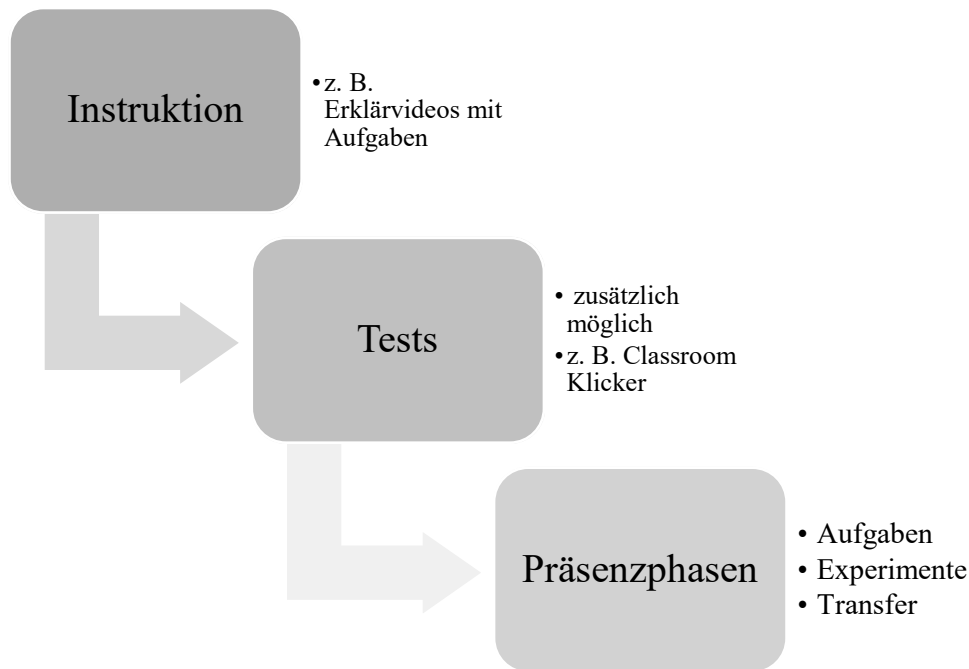 Instruktion
•z. B.
Erklärvideos mit
Aufgaben
Tests
• zusätzlich
möglich
•z. B. Classroom
Klicker
Präsenzphasen
• Aufgaben
• Experimente
• Transfer